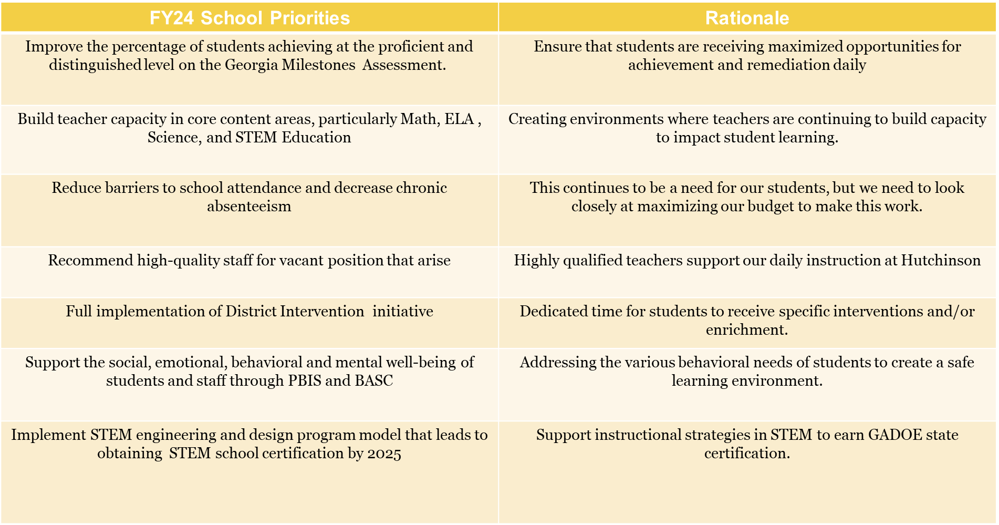 FY24 School Priorities
Rationale
Improve the percentage of students achieving at the proficient and
distinguished level on the Georgia Milestones Assessment.
Ensure that students are receiving maximized opportunities for
achievement and remediation daily
Build teacher capacity in core content areas, particularly Math, ELA ,
Science, and STEM Education
Creating environments where teachers are continuing to build capacity
to impact student learning.
Reduce barriers to school attendance and decrease chronic
absenteeism
This continues to be a need for our students, but we need to look
closely at maximizing our budget to make this work.
Recommend high-quality staff for vacant position that arise
Highly qualified teachers support our daily instruction at Hutchinson
Full implementation of District Intervention initiative
Dedicated time for students to receive specific interventions and/or
enrichment.
Support the social, emotional, behavioral and mental well-being of
students and staff through PBIS and BASC
Addressing the various behavioral needs of students to create a safe
learning environment.
Implement STEM engineering and design program model that leads to
obtaining STEM school certification by 2025
Support instructional strategies in STEM to earn GADOE state
certification.